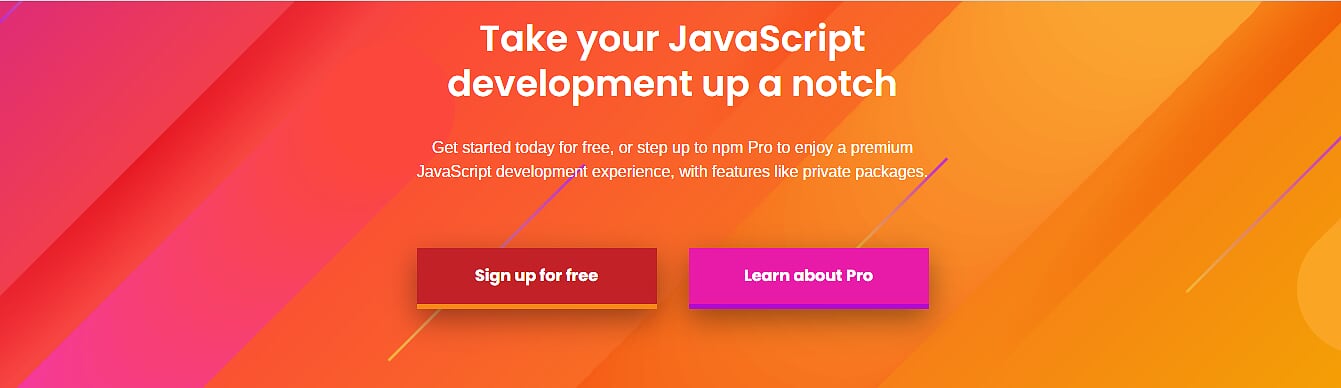 Take your JavaScript
development up a notch
Get started today for free, or step up to npm Pro to enjoy a premium
JavaScript development experience, with features like private packages.
Sign up for free
Learn about Pro